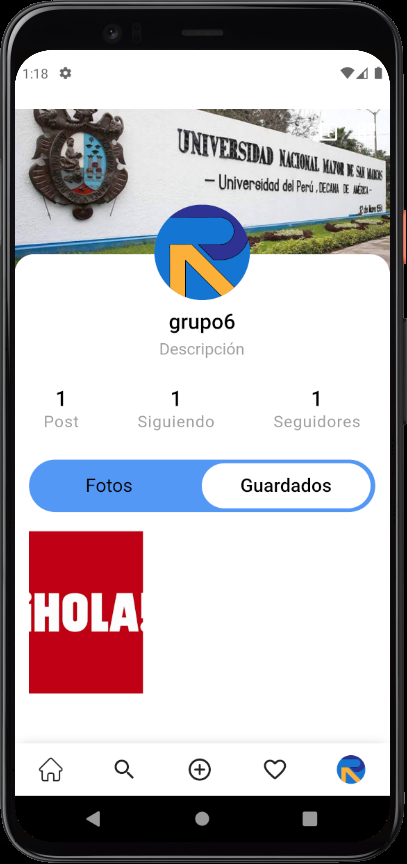 1:18
UNIVERSIDAD NACIONAL MAYOR DE SAN MARCOS
— Universidad del Perú, DECANA DE AMÉRICA -
grupo6
Descripción
1 1 1
Post Siguiendo Seguidores
Fotos Guardados
¡HOLA!